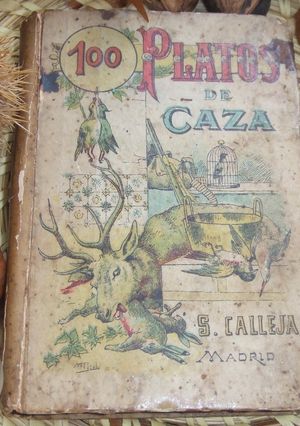 100
PLATOS
DE
CAZA
S. CALLEJA
MADRID